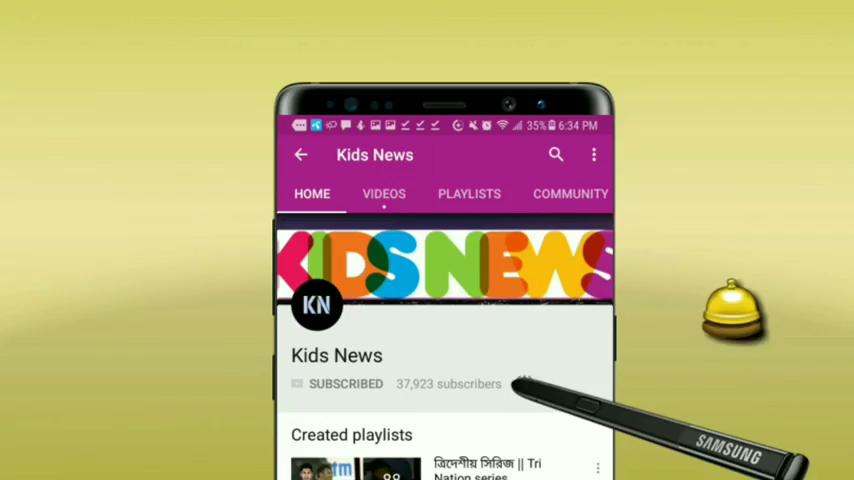 35% 6:34 PM
Kids News
HOME VIDEOS PLAYLISTS COMMUNITY
KIDS NEWS
KN
Kids News
SUBSCRIBED 37,923 subscribers
SAMSUNG
Created playlists
ত্রিদেশীয় সিরিজ || Tri
Nation series
88